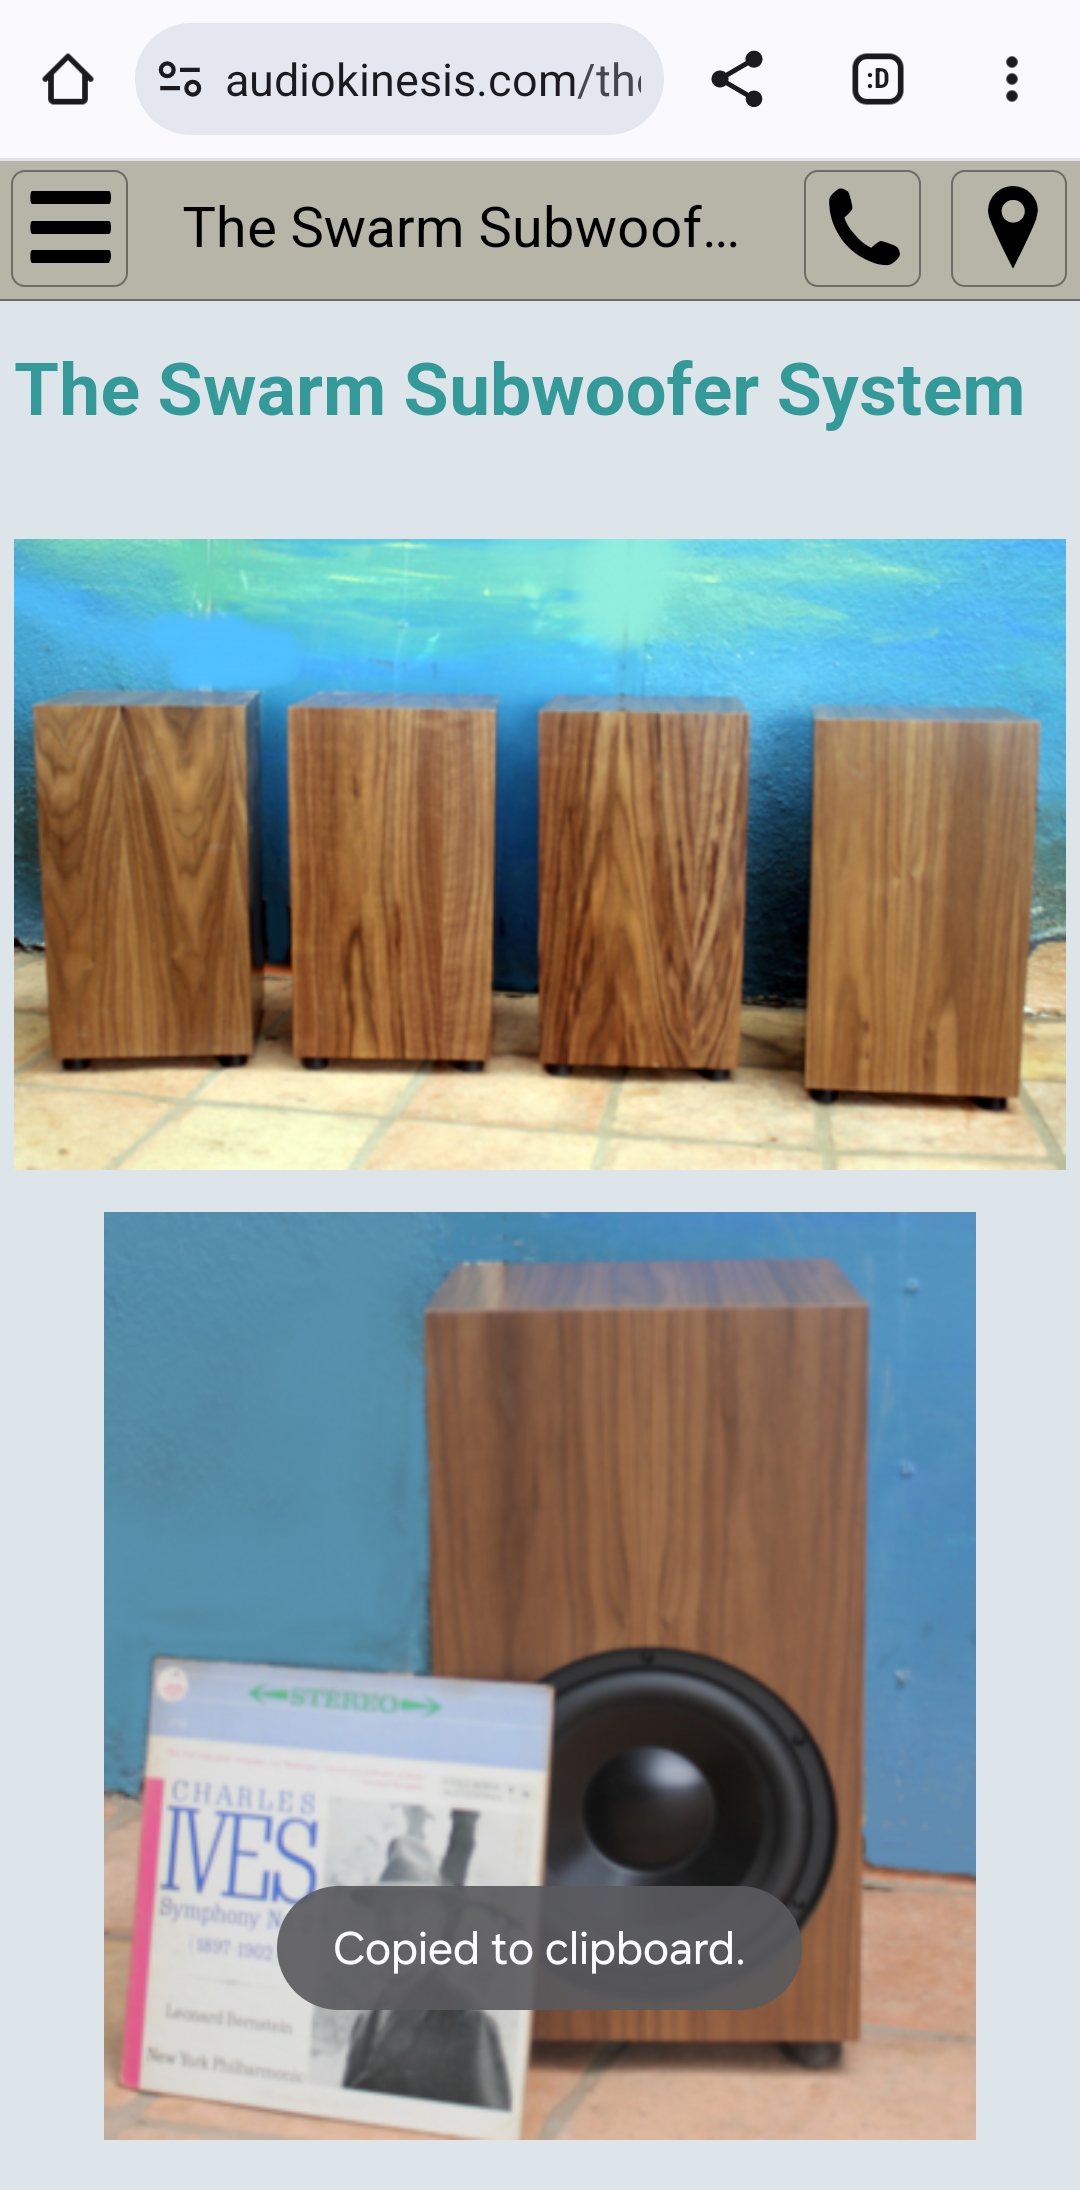 audiokinesis.com/the
:D
The Swarm Subwoof...
The Swarm Subwoofer System
STEREO
CHARLES
IVES
Symphony N
1897-1902
Leonard Bernstein
New York Philharmonic
Copied to clipboard.